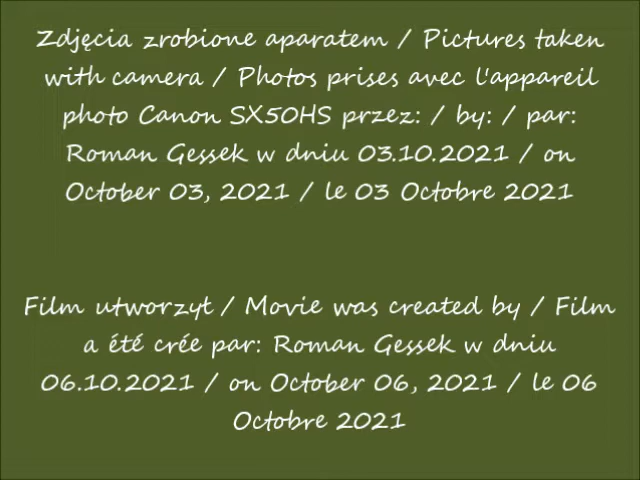 Zdjęcia zrobione aparatem / Pictures taken
with camera / Photos prises avec l'appareil
photo Canon SX50HS przez: / by: / par:
Roman Gessek w dniu 03.10.2021 / on
October 03, 2021 / le 03 Octobre 2021
Film utworzył / Movie was created by / Film
a été crée par: Roman Gessek w dniu
06.10.2021 / on October 06, 2021 / le 06
Octobre 2021